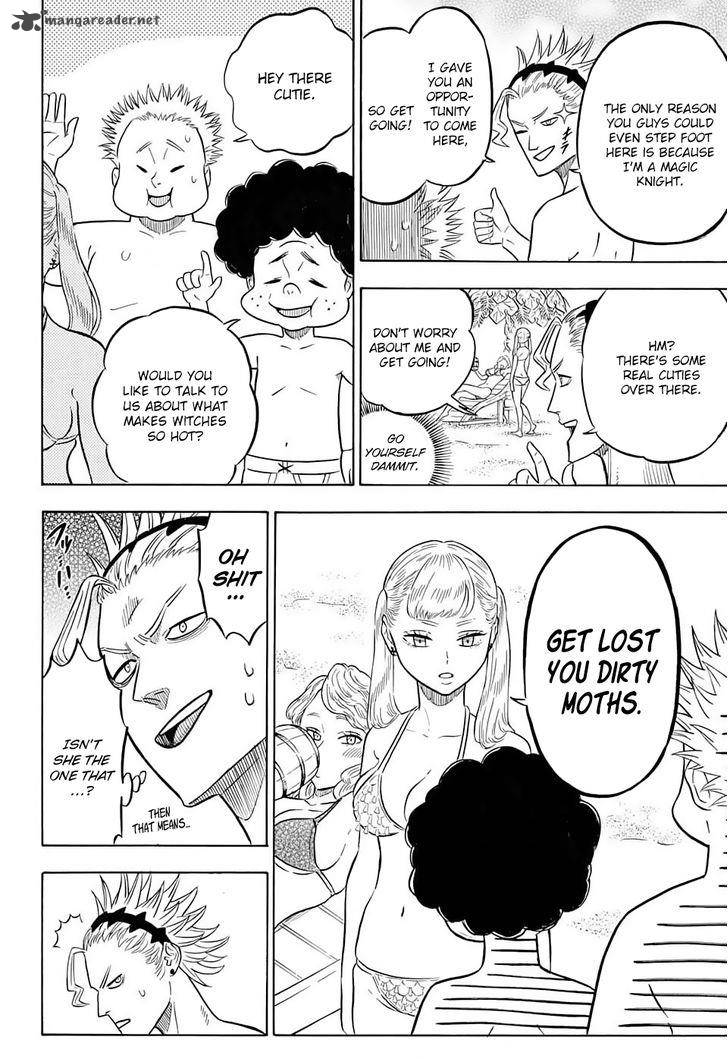 mangareader.net
THE ONLY REASON
YOU GUYS COULD
EVEN STEP FOOT
HERE IS BECAUSE
I'M A MAGIC
KNIGHT.
I GAVE
YOU AN
OPPOR-
TUNITY
TO COME
HERE,
SO GET
GOING!
HM?
THERE'S SOME
REAL CUTIES
OVER THERE.
DON'T WORRY
ABOUT ME AND
GET GOING!
GO
YOURSELF
DAMMIT.
HEY THERE
CUTIE.
WOULD YOU
LIKE TO TALK TO
US ABOUT WHAT
MAKES WITCHES
SO HOT?
GET LOST
YOU DIRTY
MOTHS.
OH
SHIT
...
ISN'T
SHE THE
ONE THAT
...?
THEN
THAT MEANS..